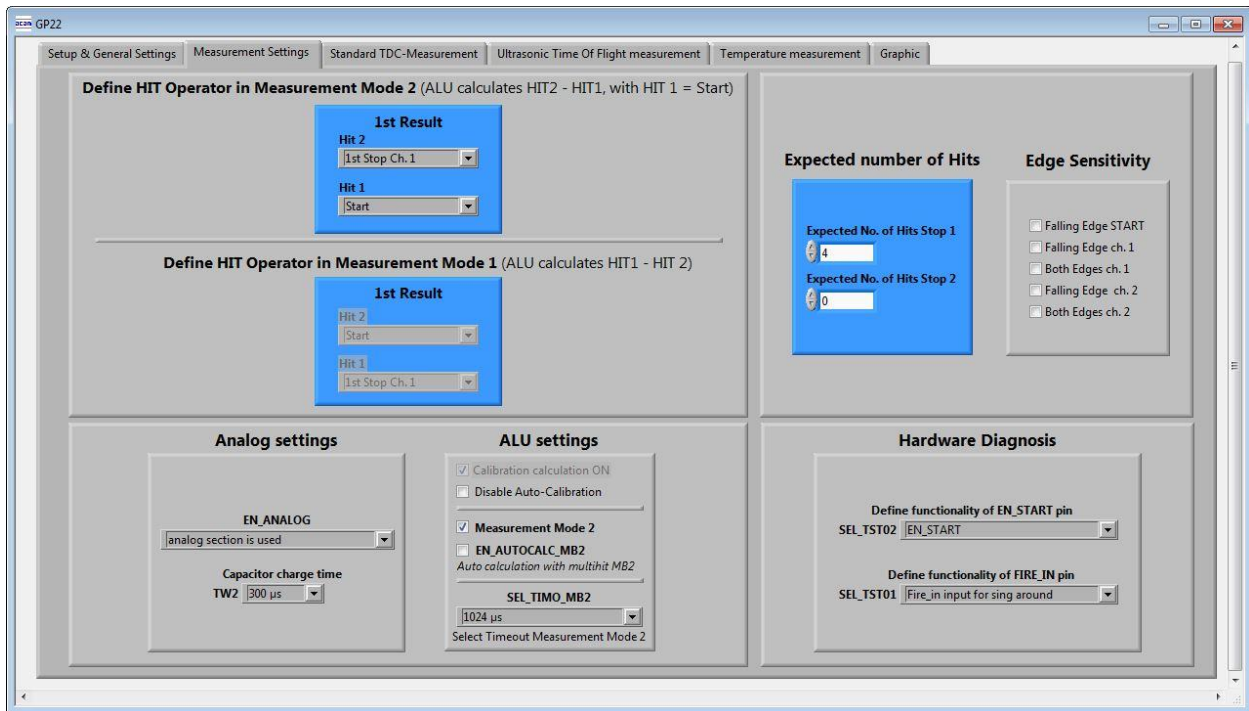 acam GP22
Setup & General Settings
Measurement Settings
Standard TDC-Measurement
Ultrasonic Time Of Flight measurement
Temperature measurement
Graphic
Define HIT Operator in Measurement Mode 2 (ALU calculates HIT2 - HIT1, with HIT 1 = Start)
1st Result
Hit 2
1st Stop Ch. 1
Hit 1
Start
Define HIT Operator in Measurement Mode 1 (ALU calculates HIT1 - HIT 2)
1st Result
Hit 2
Start
Hit 1
1st Stop Ch. 1
Expected number of Hits
Expected No. of Hits Stop 1
4
Expected No. of Hits Stop 2
0
Edge Sensitivity
Falling Edge START
Falling Edge ch. 1
Both Edges ch. 1
Falling Edge ch. 2
Both Edges ch. 2
Analog settings
EN_ANALOG
analog section is used
Capacitor charge time
TW2 300 µs
ALU settings
Calibration calculation ON
Disable Auto-Calibration
Measurement Mode 2
EN_AUTOCALC_MB2
Auto calculation with multihit MB2
SEL_TIMO_MB2
1024 µs
Select Timeout Measurement Mode 2
Hardware Diagnosis
Define functionality of EN_START pin
SEL_TST02 EN_START
Define functionality of FIRE_IN pin
SEL_TST01 Fire_in input for sing around